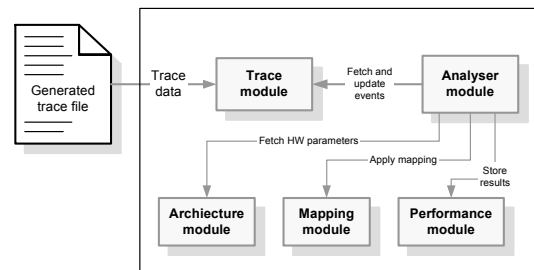 Generated
trace file
Trace
data
Trace
module
Fetch and
update
events
Analyser
module
Fetch HW parameters
Apply mapping
Store
results
Archiecture
module
Mapping
module
Performance
module